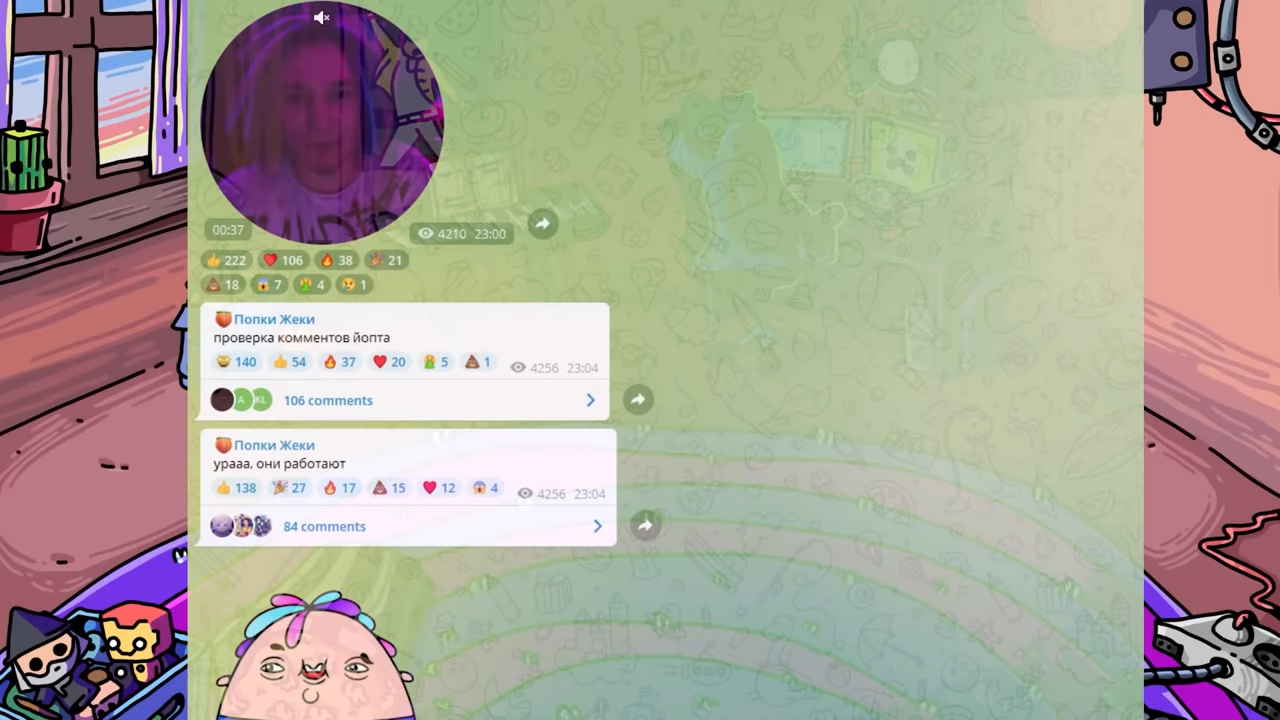 00:37
4210 23:00
222 106 38 21
18 7 4 1
Попки Жеки
проверка комментов йопта
140 54 37 20 5 1 4256 23:04
A KL 106 comments
Попки Жеки
урааа, они работают
138 27 17 15 12 4 4256 23:04
84 comments